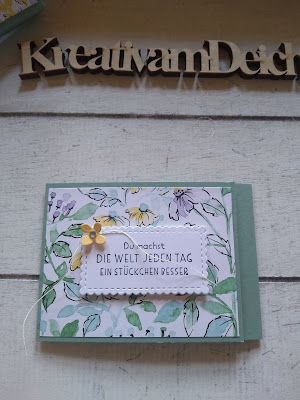 KreativamDeich
Du machst
DIE WELT JEDEN TAG
EIN STÜCKCHEN BESSER